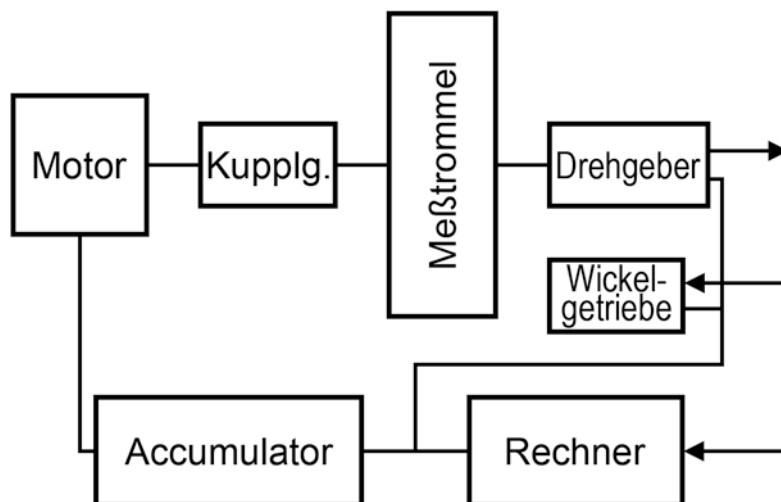 Motor
Kupplg.
Meßtrommel
Drehgeber
Wickel-
getriebe
Accumulator
Rechner